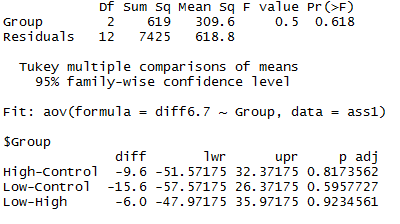 Df Sum Sq Mean Sq F value Pr(>F)
Group        2    619   309.6     0.5  0.618
Residuals   12   7425   618.8
  Tukey multiple comparisons of means
    95% family-wise confidence level
Fit: aov(formula = diff6.7 ~ Group, data = ass1)
$Group
              diff       lwr      upr     p adj
High-Control  -9.6 -51.57175 32.37175 0.8173562
Low-Control  -15.6 -57.57175 26.37175 0.5957727
Low-High      -6.0 -47.97175 35.97175 0.9234561